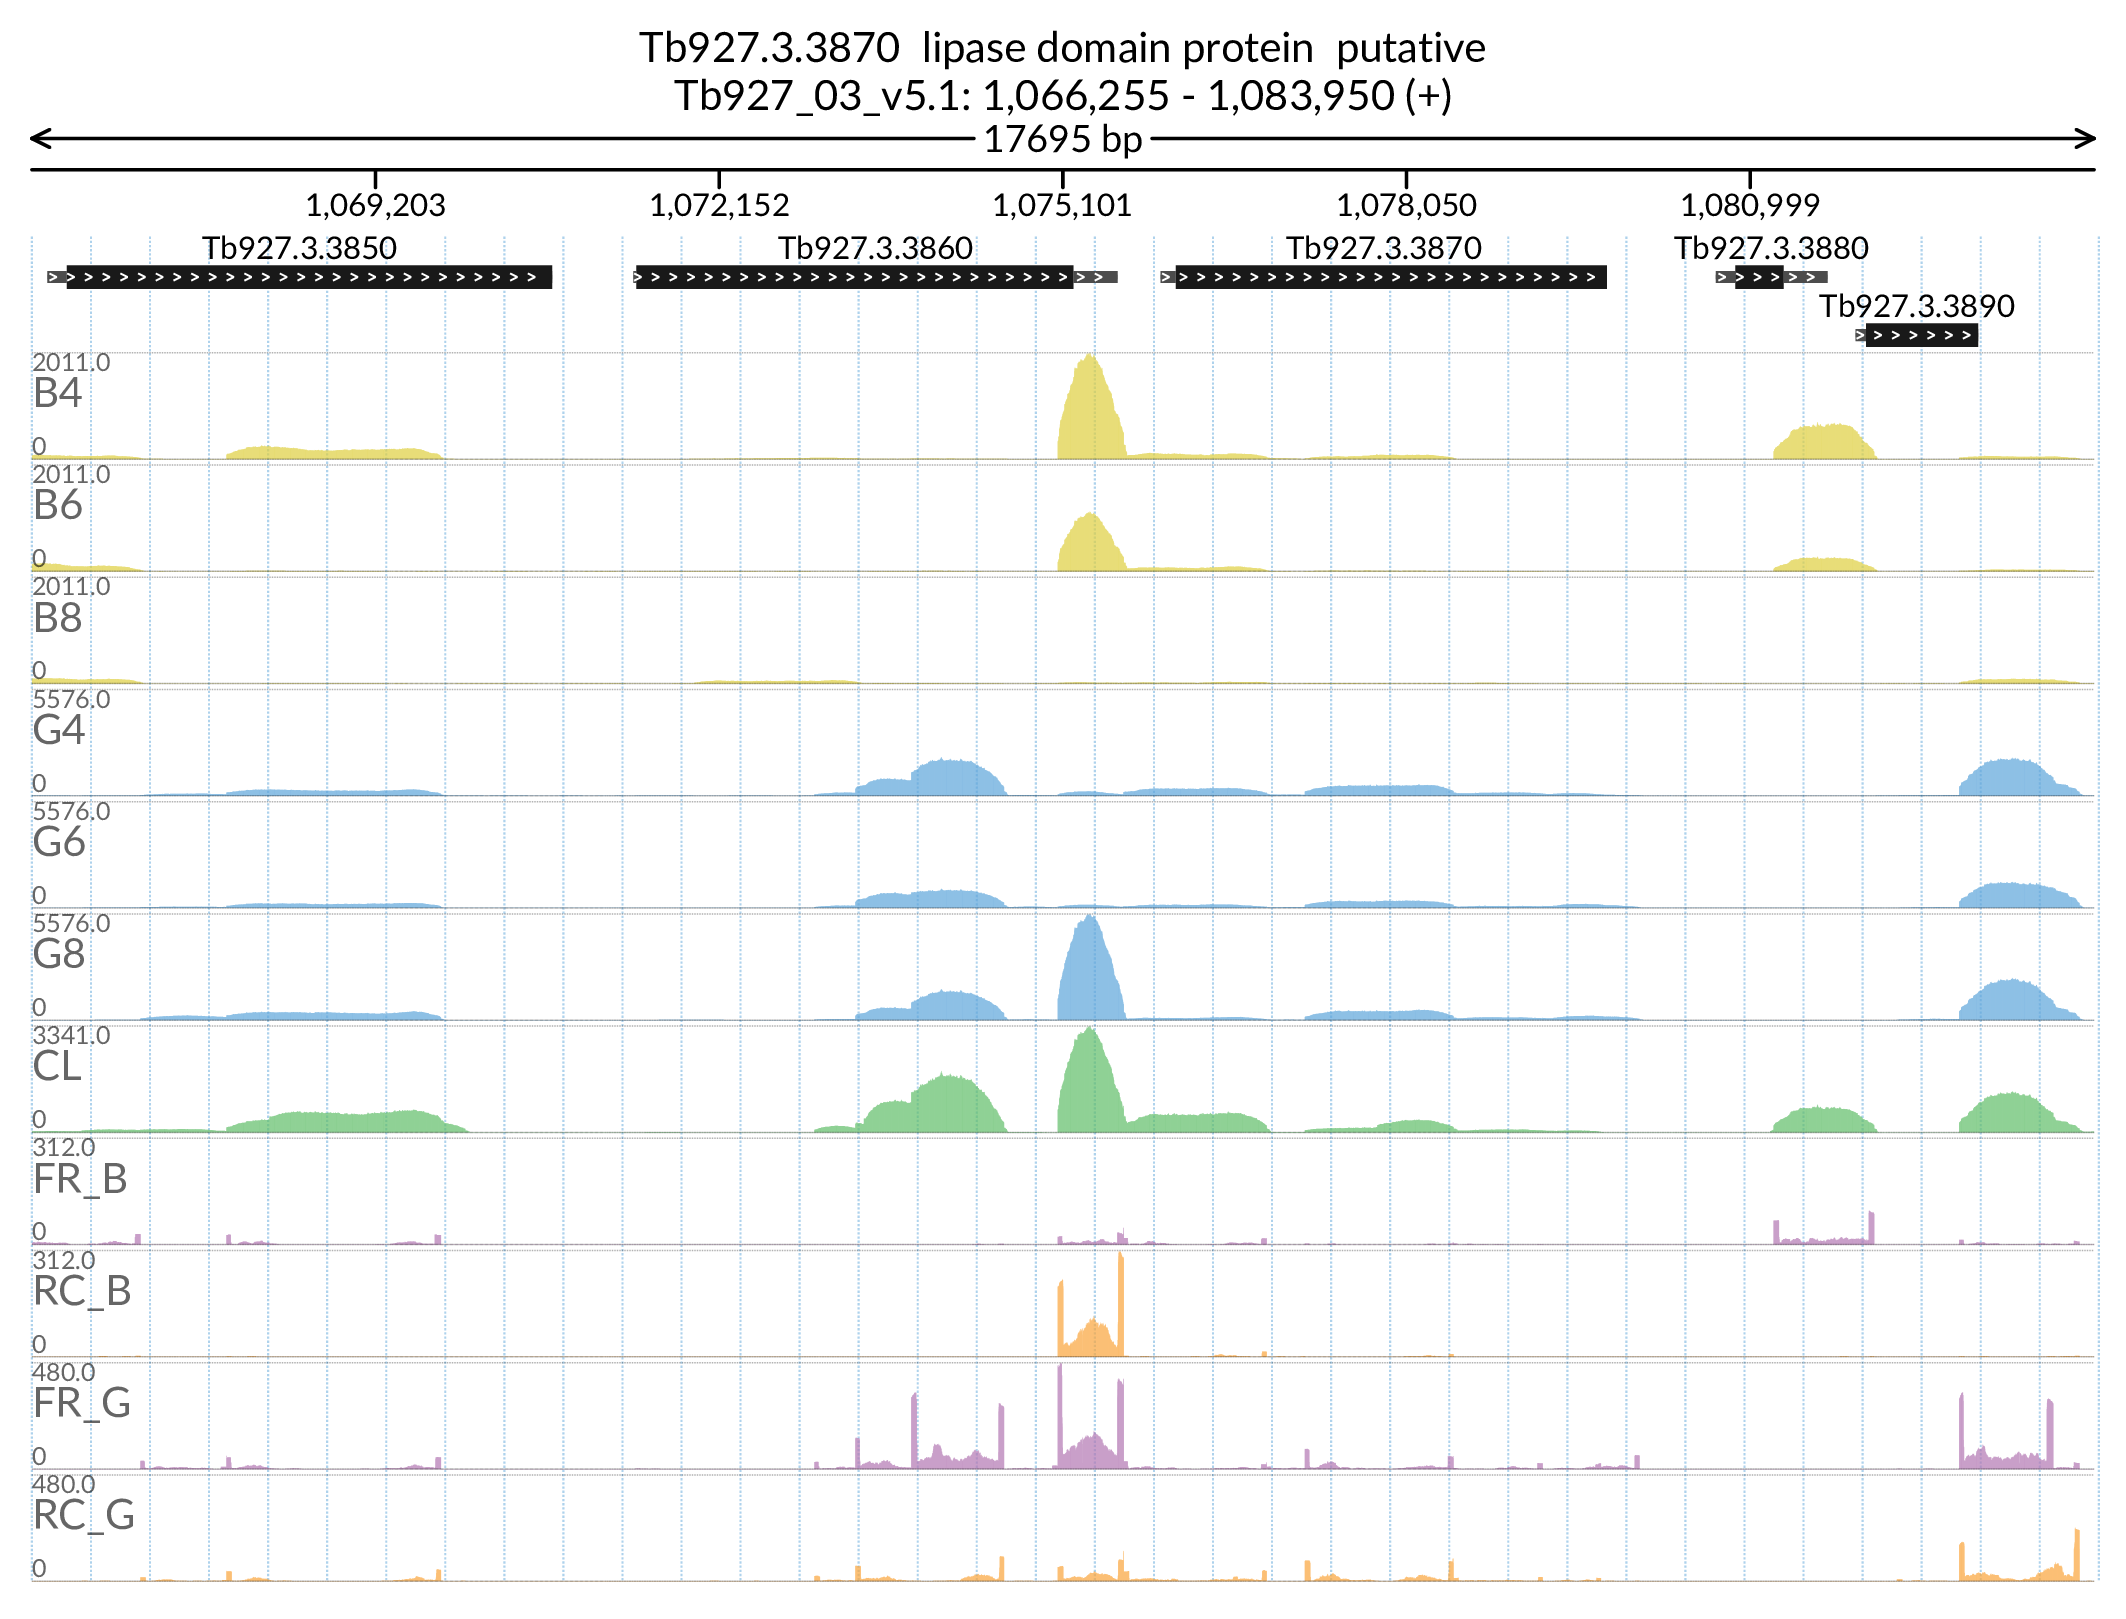 Tb927.3.3870  lipase domain protein  putative
Tb927_03_v5.1: 1,066,255 - 1,083,950 (+)
17695 bp
1,069,203 1,072,152 1,075,101 1,078,050 1,080,999
Tb927.3.3850 Tb927.3.3860 Tb927.3.3870 Tb927.3.3880
Tb927.3.3890
2011.0
B4
0
2011.0
B6
0
2011.0
B8
0
5576.0
G4
0
5576.0
G6
0
5576.0
G8
0
3341.0
CL
0
312.0
FR_B
0
312.0
RC_B
0
480.0
FR_G
0
480.0
RC_G
0